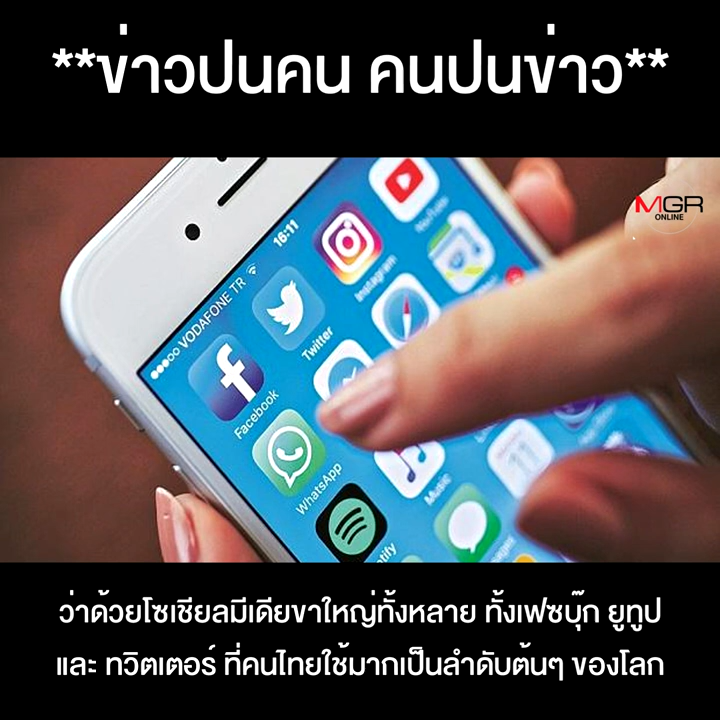 **ข่าวปนคน คนปนข่าว**
MGR
ONLINE
VODAFONE TR
16:11
Facebook
Twitter
Instagram
YouTube
WhatsApp
Music
11
ว่าด้วยโซเชียลมีเดียขาใหญ่ทั้งหลาย ทั้งเฟซบุ๊ก ยูทูป
และ ทวิตเตอร์ ที่คนไทยใช้มากเป็นลำดับต้นๆ ของโลก